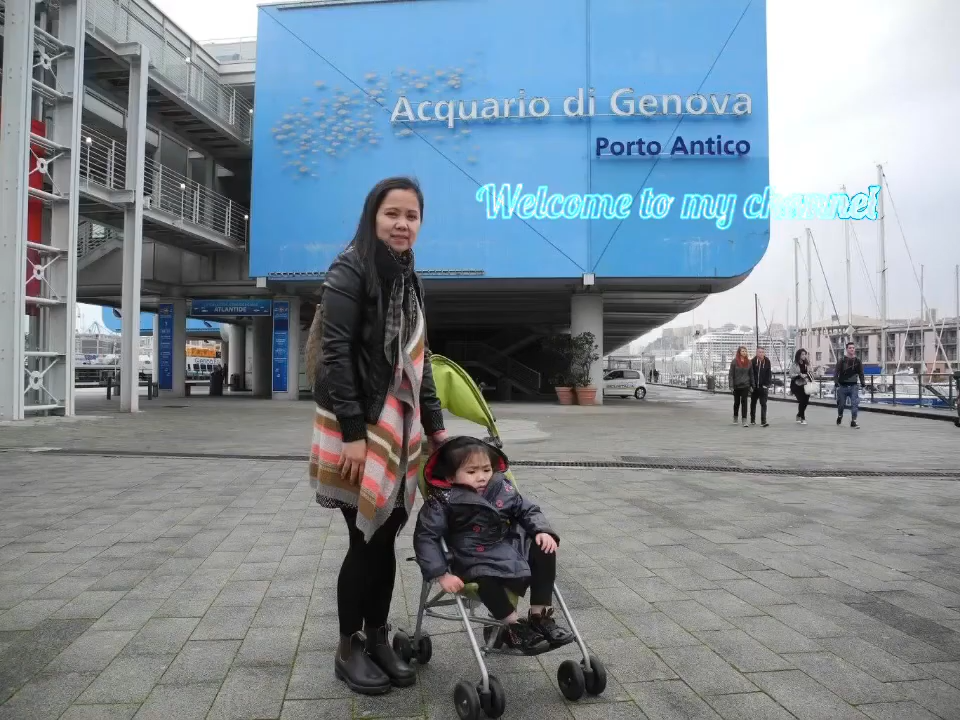 Acquario di Genova
Porto Antico
Welcome to my channel
ATLANTIDE